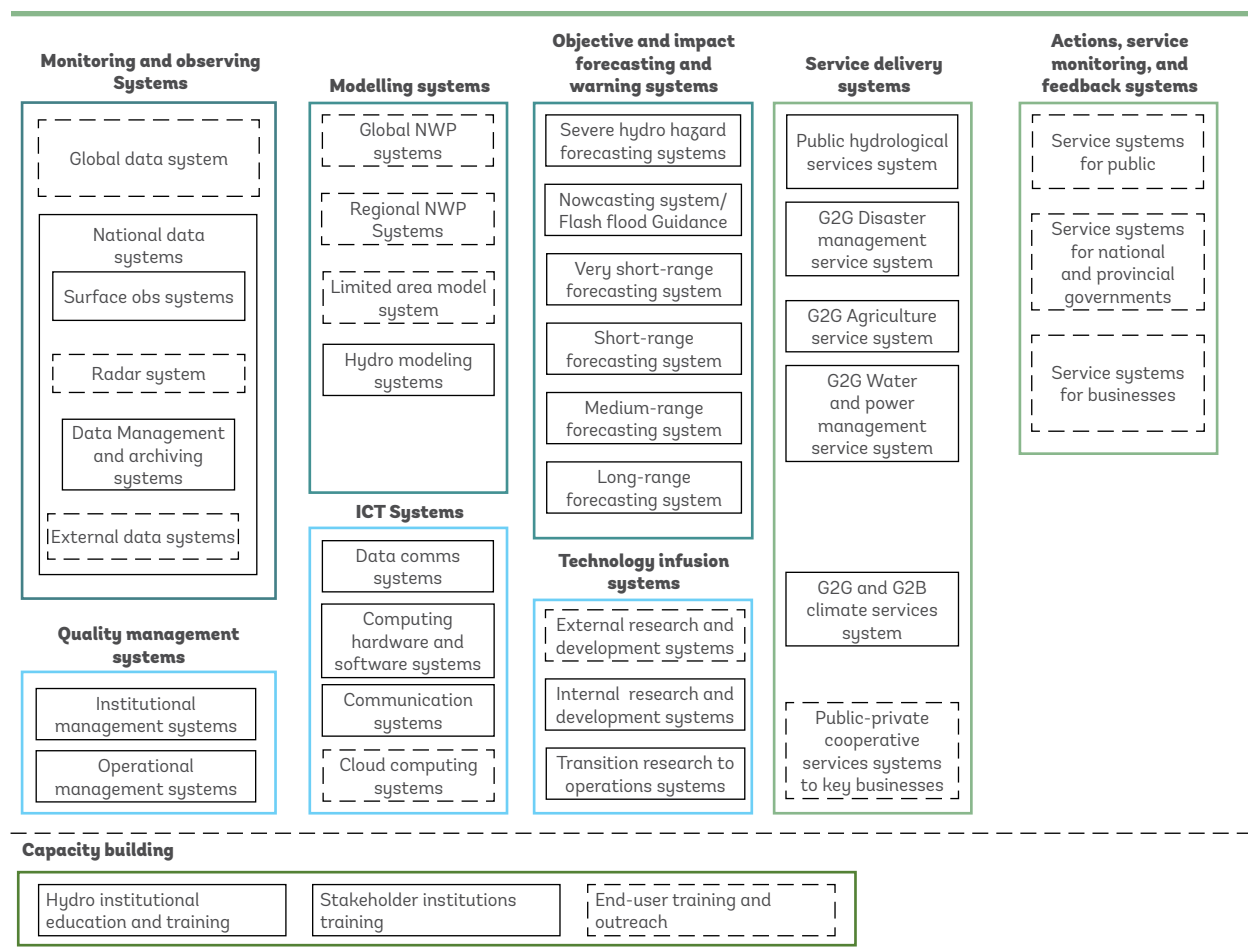 Monitoring and observing
Systems
Global data system
National data
systems
Surface obs systems
Radar system
Data Management
and archiving
systems
External data systems
Quality management
systems
Institutional
management systems
Operational
management systems
Modelling systems
Global NWP
systems
Regional NWP
Systems
Limited area model
system
Hydro modeling
systems
ICT Systems
Data comms
systems
Computing
hardware and
software systems
Communication
systems
Cloud computing
systems
Objective and impact
forecasting and
warning systems
Severe hydro hazard
forecasting systems
Nowcasting system/
Flash flood Guidance
Very short-range
forecasting system
Short-range
forecasting system
Medium-range
forecasting system
Long-range
forecasting system
Technology infusion
systems
External research and
development systems
Internal research and
development systems
Transition research to
operations systems
Service delivery
systems
Public hydrological
services system
G2G Disaster
management
service system
G2G Agriculture
service system
G2G Water
and power
management
service system
G2G and G2B
climate services
system
Public-private
cooperative
services systems
to key businesses
Actions, service
monitoring, and
feedback systems
Service systems
for public
Service systems
for national
and provincial
governments
Service systems
for businesses
Capacity building
Hydro institutional
education and training
Stakeholder institutions
training
End-user training and
outreach